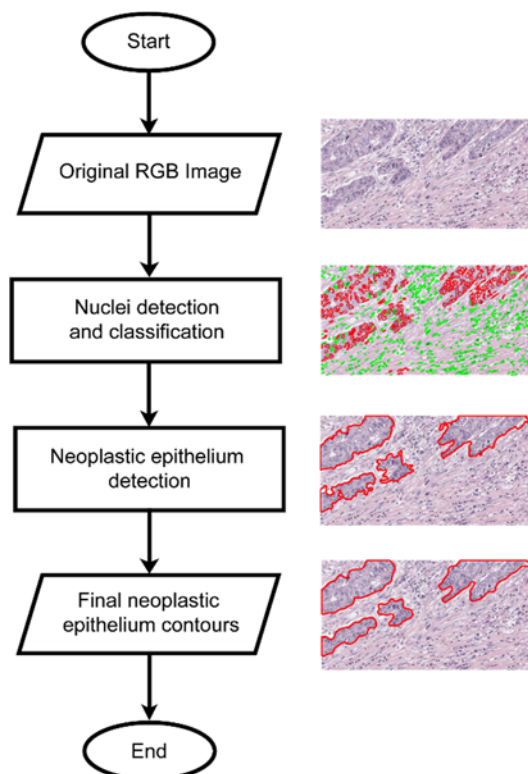 Start
Original RGB Image
Nuclei detection
and classification
Neoplastic epithelium
detection
Final neoplastic
epithelium contours
End